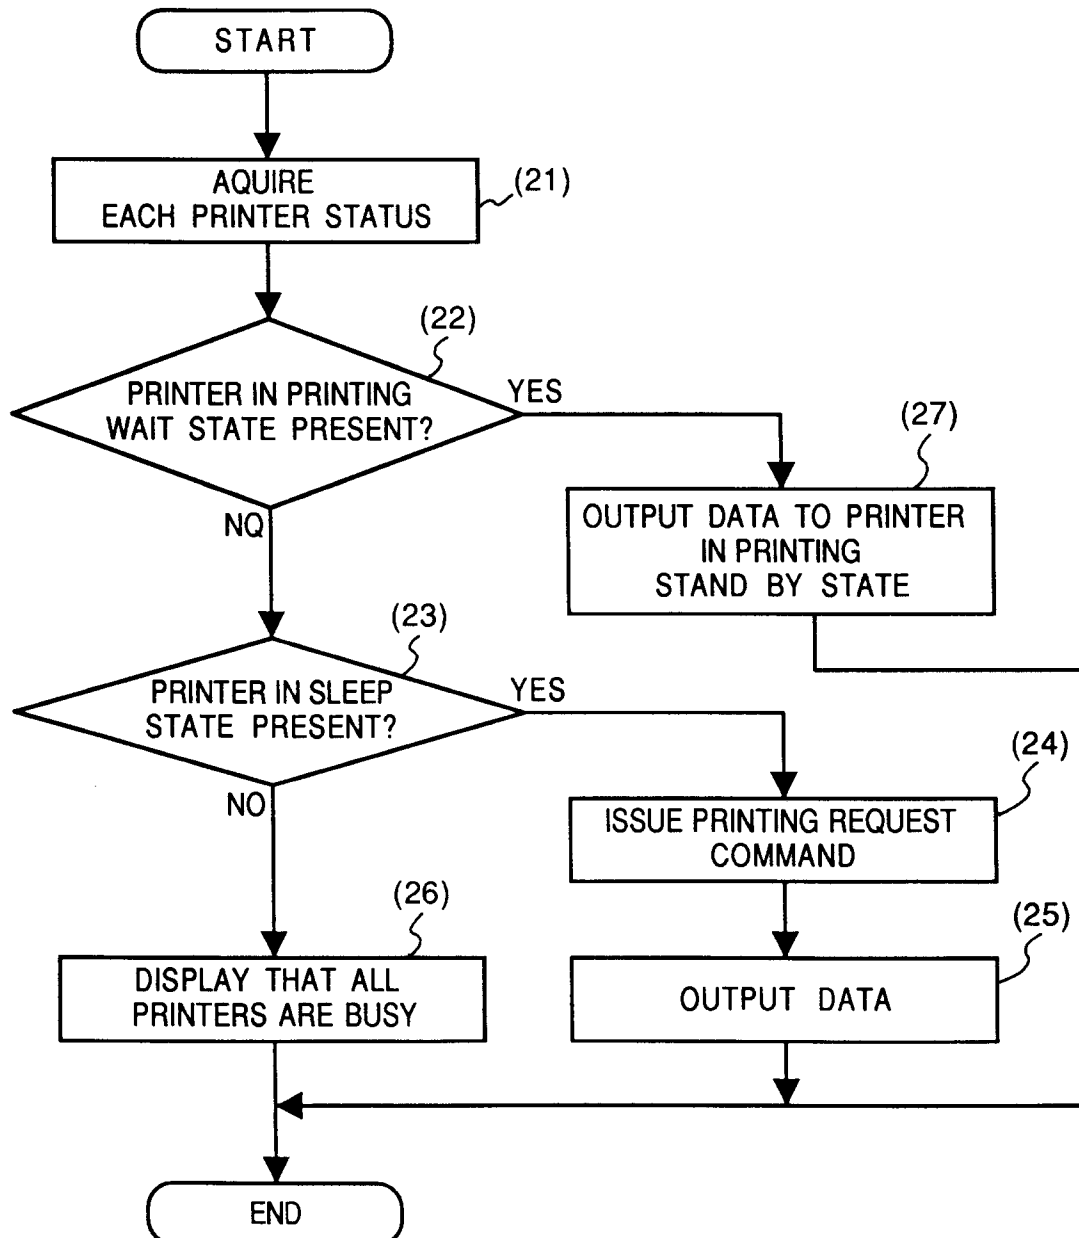 START
AQUIRE
EACH PRINTER STATUS
(21)
(22)
PRINTER IN PRINTING
WAIT STATE PRESENT?
YES
NO
(27)
OUTPUT DATA TO PRINTER
IN PRINTING
STAND BY STATE
(23)
PRINTER IN SLEEP
STATE PRESENT?
YES
NO
(24)
ISSUE PRINTING REQUEST
COMMAND
(26)
DISPLAY THAT ALL
PRINTERS ARE BUSY
(25)
OUTPUT DATA
END